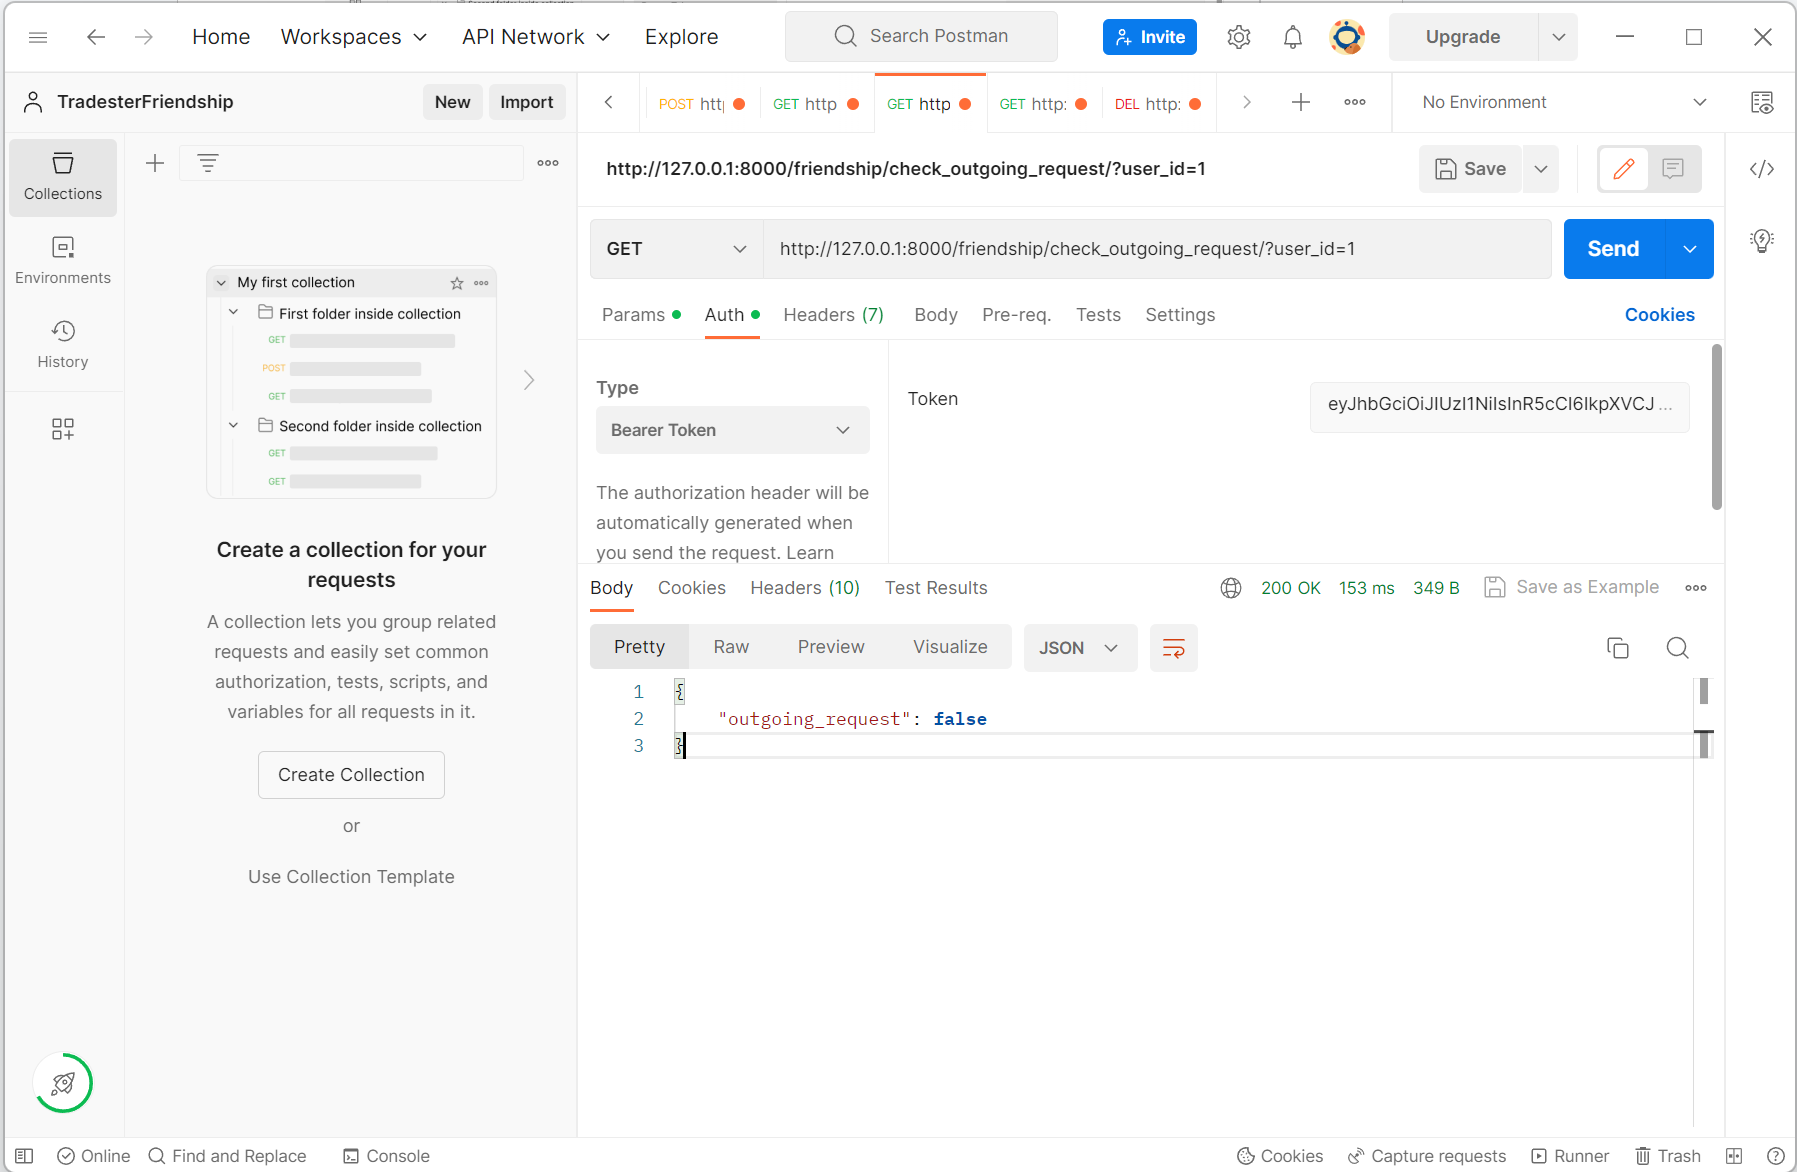 Home Workspaces API Network Explore Search Postman Invite Upgrade
TradesterFriendship New Import
POST htt GET http GET http GET http: DEL http: No Environment
Collections
Environments
History
My first collection
First folder inside collection
GET
POST
GET
Second folder inside collection
GET
GET
Create a collection for your
requests
A collection lets you group related
requests and easily set common
authorization, tests, scripts, and
variables for all requests in it.
Create Collection
or
Use Collection Template
http://127.0.0.1:8000/friendship/check_outgoing_request/?user_id=1 Save
GET http://127.0.0.1:8000/friendship/check_outgoing_request/?user_id=1 Send
Params Auth Headers (7) Body Pre-req. Tests Settings Cookies
Type
Bearer Token
The authorization header will be
automatically generated when
you send the request. Learn
Token eyJhbGciOiJIUzI1NiIsInR5cCI6IkpXVCJ ...
Body Cookies Headers (10) Test Results 200 OK 153 ms 349 B Save as Example
Pretty Raw Preview Visualize JSON
1 {
2 "outgoing_request": false
3 }
Online Find and Replace Console Cookies Capture requests Runner Trash